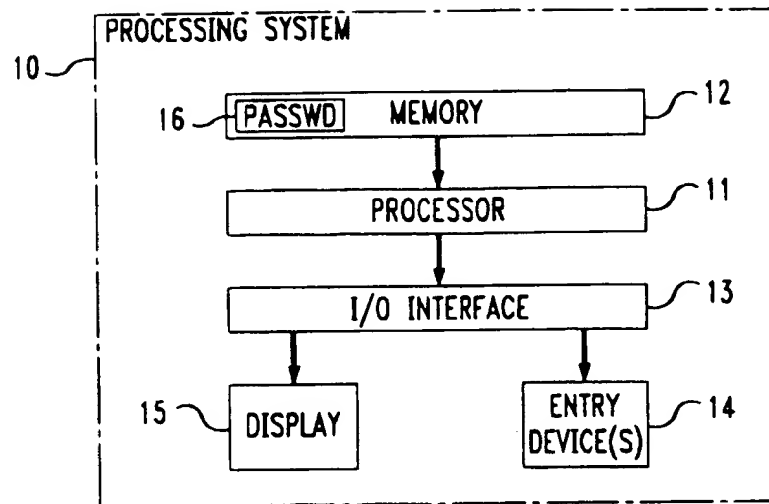 PROCESSING SYSTEM
10
16
PASSWD
MEMORY
12
PROCESSOR
11
I/O INTERFACE
13
15
DISPLAY
ENTRY
DEVICE(S)
14